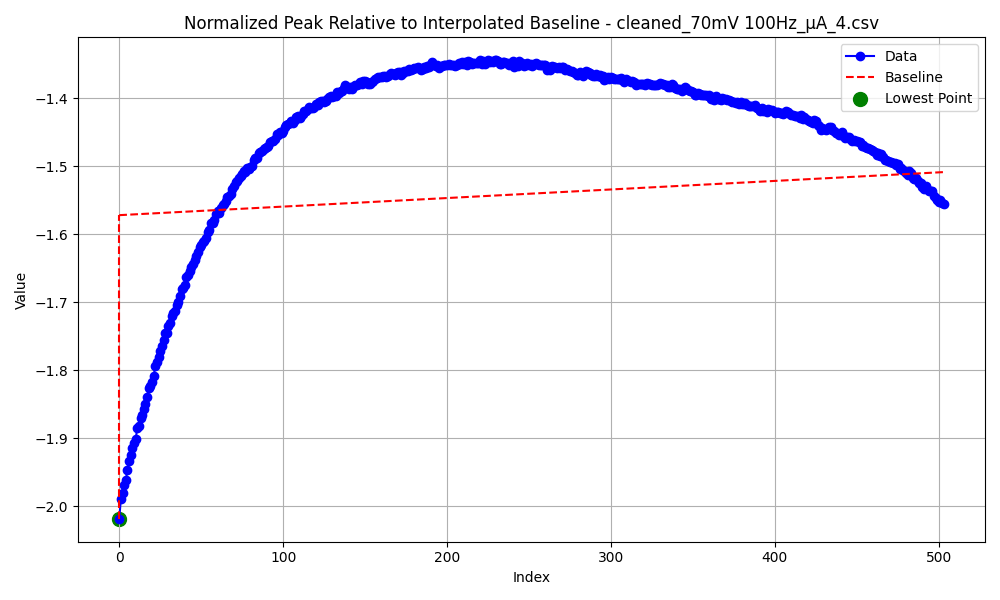 Normalized Peak Relative to Interpolated Baseline - cleaned_70mV 100Hz_µA_4.csv
Data
Baseline
Lowest Point
Value
−1.4
−1.5
−1.6
−1.7
−1.8
−1.9
−2.0
0
100
200
300
400
500
Index